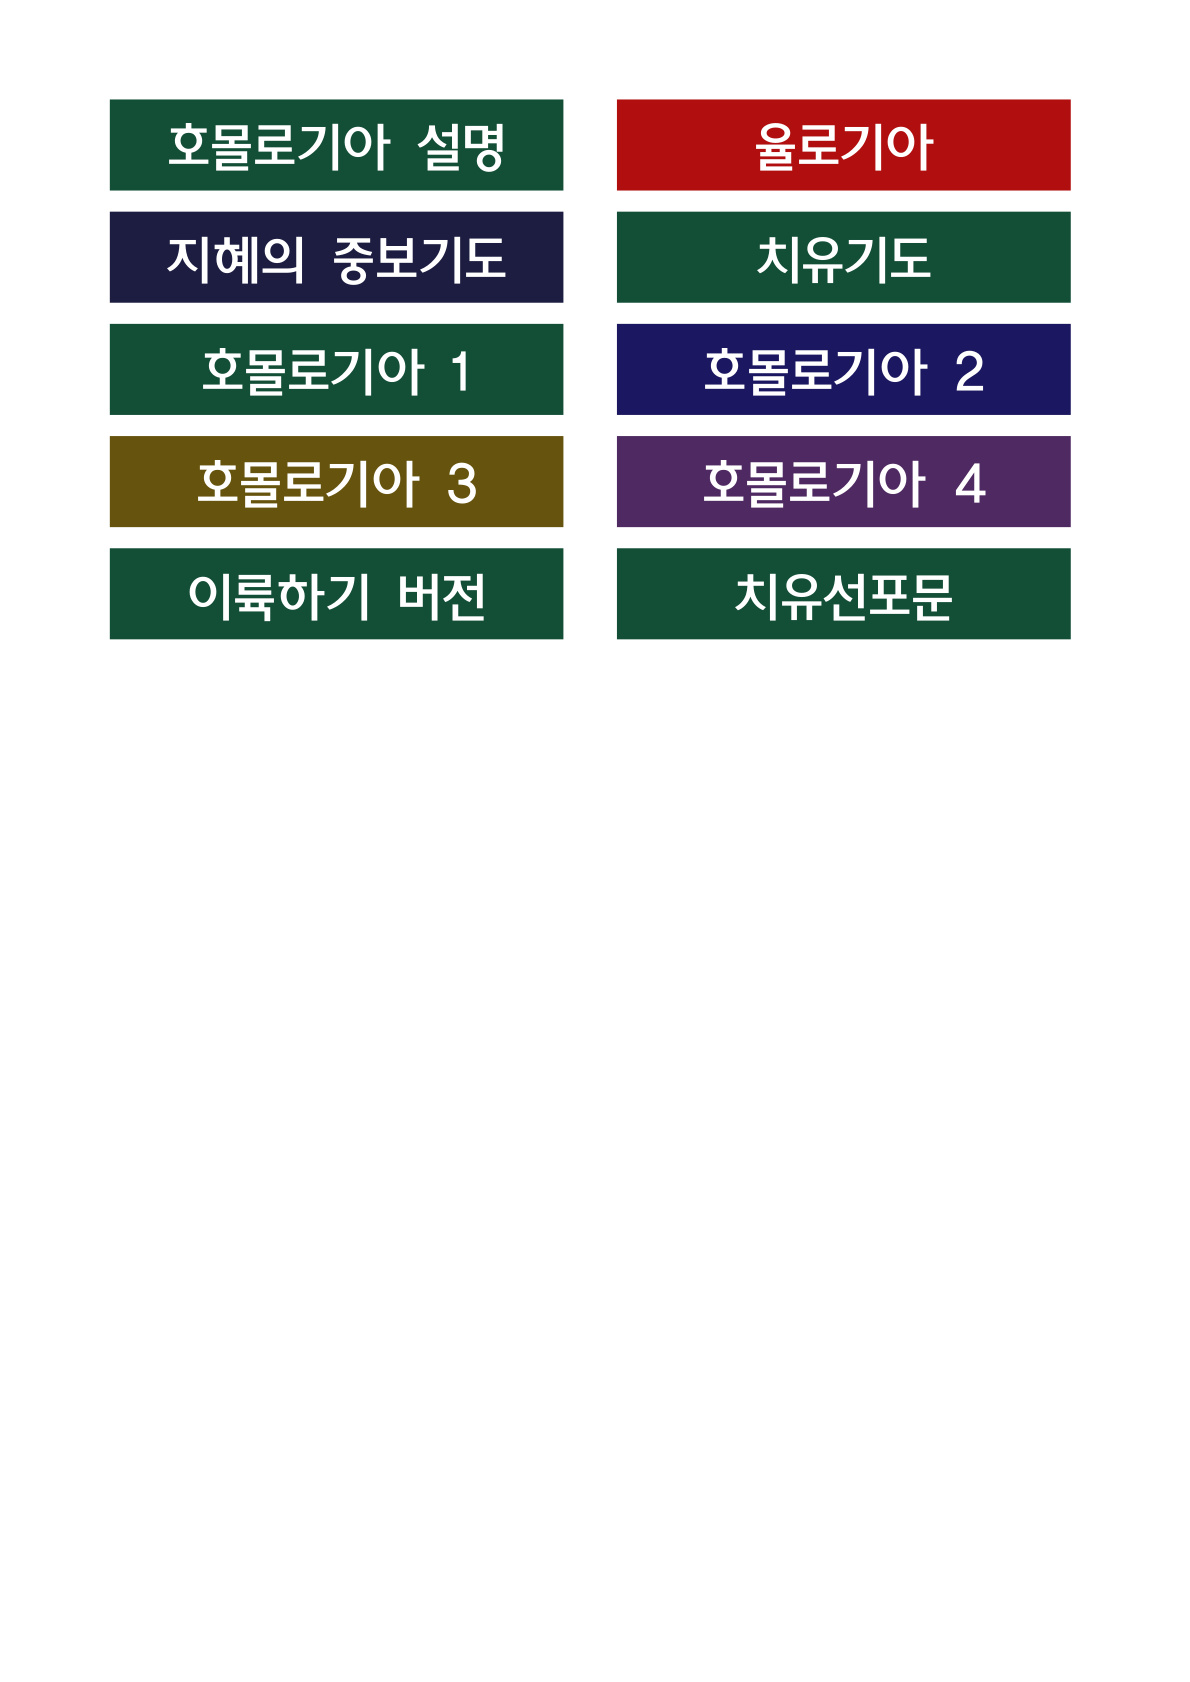 호몰로기아 설명
율로기아
지혜의 중보기도
치유기도
호몰로기아 1
호몰로기아 2
호몰로기아 3
호몰로기아 4
이륙하기 버전
치유선포문